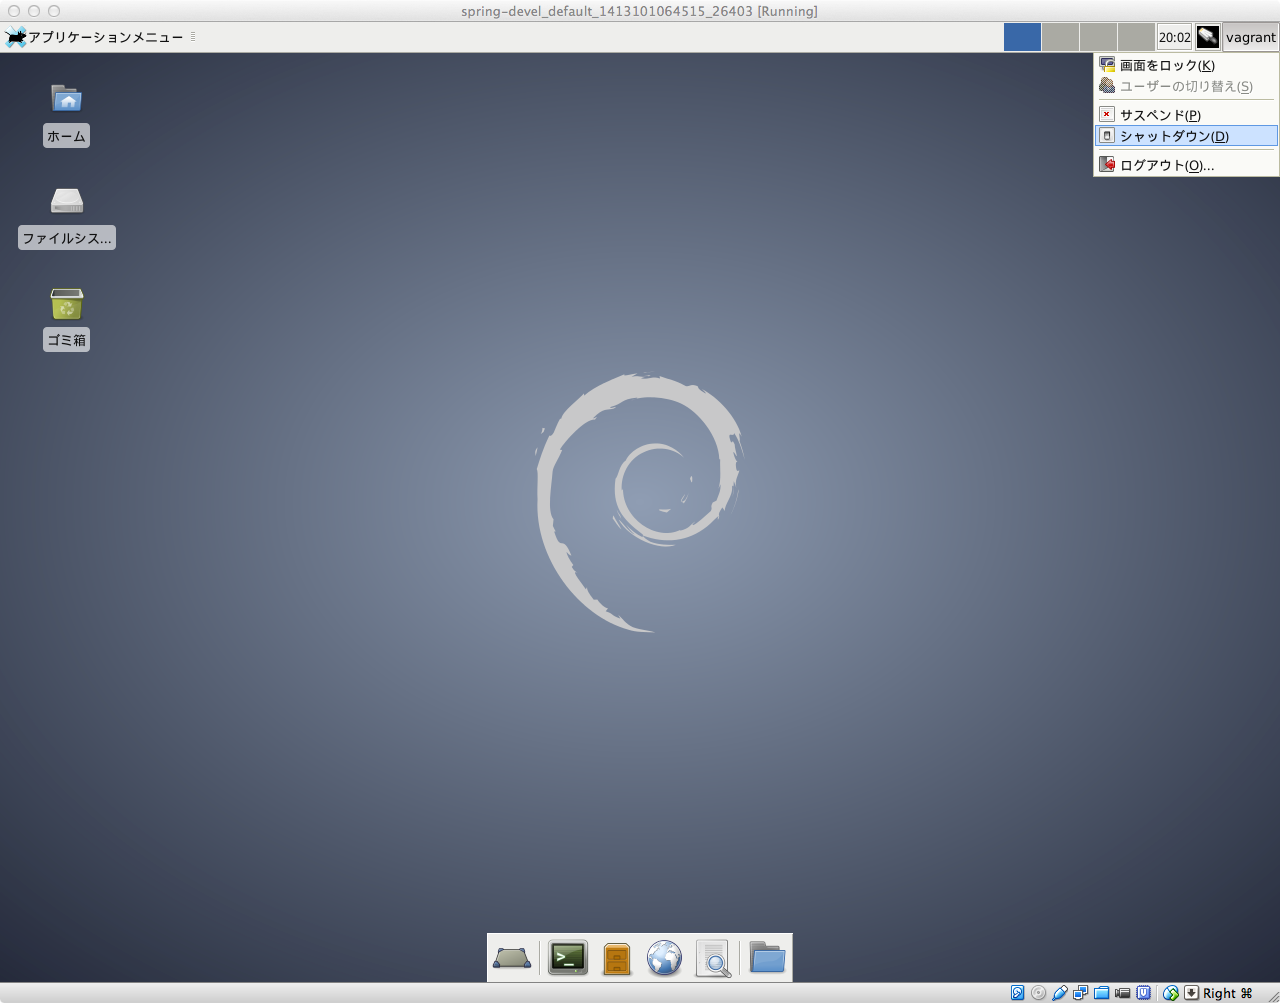 spring-devel_default_1413101064515_26403 [Running]
アプリケーションメニュー
20:02
vagrant
画面をロック(K)
ユーザーの切り替え(S)
サスペンド(P)
シャットダウン(D)
ログアウト(O)...
ホーム
ファイルシス...
ゴミ箱
>_
Right ⌘